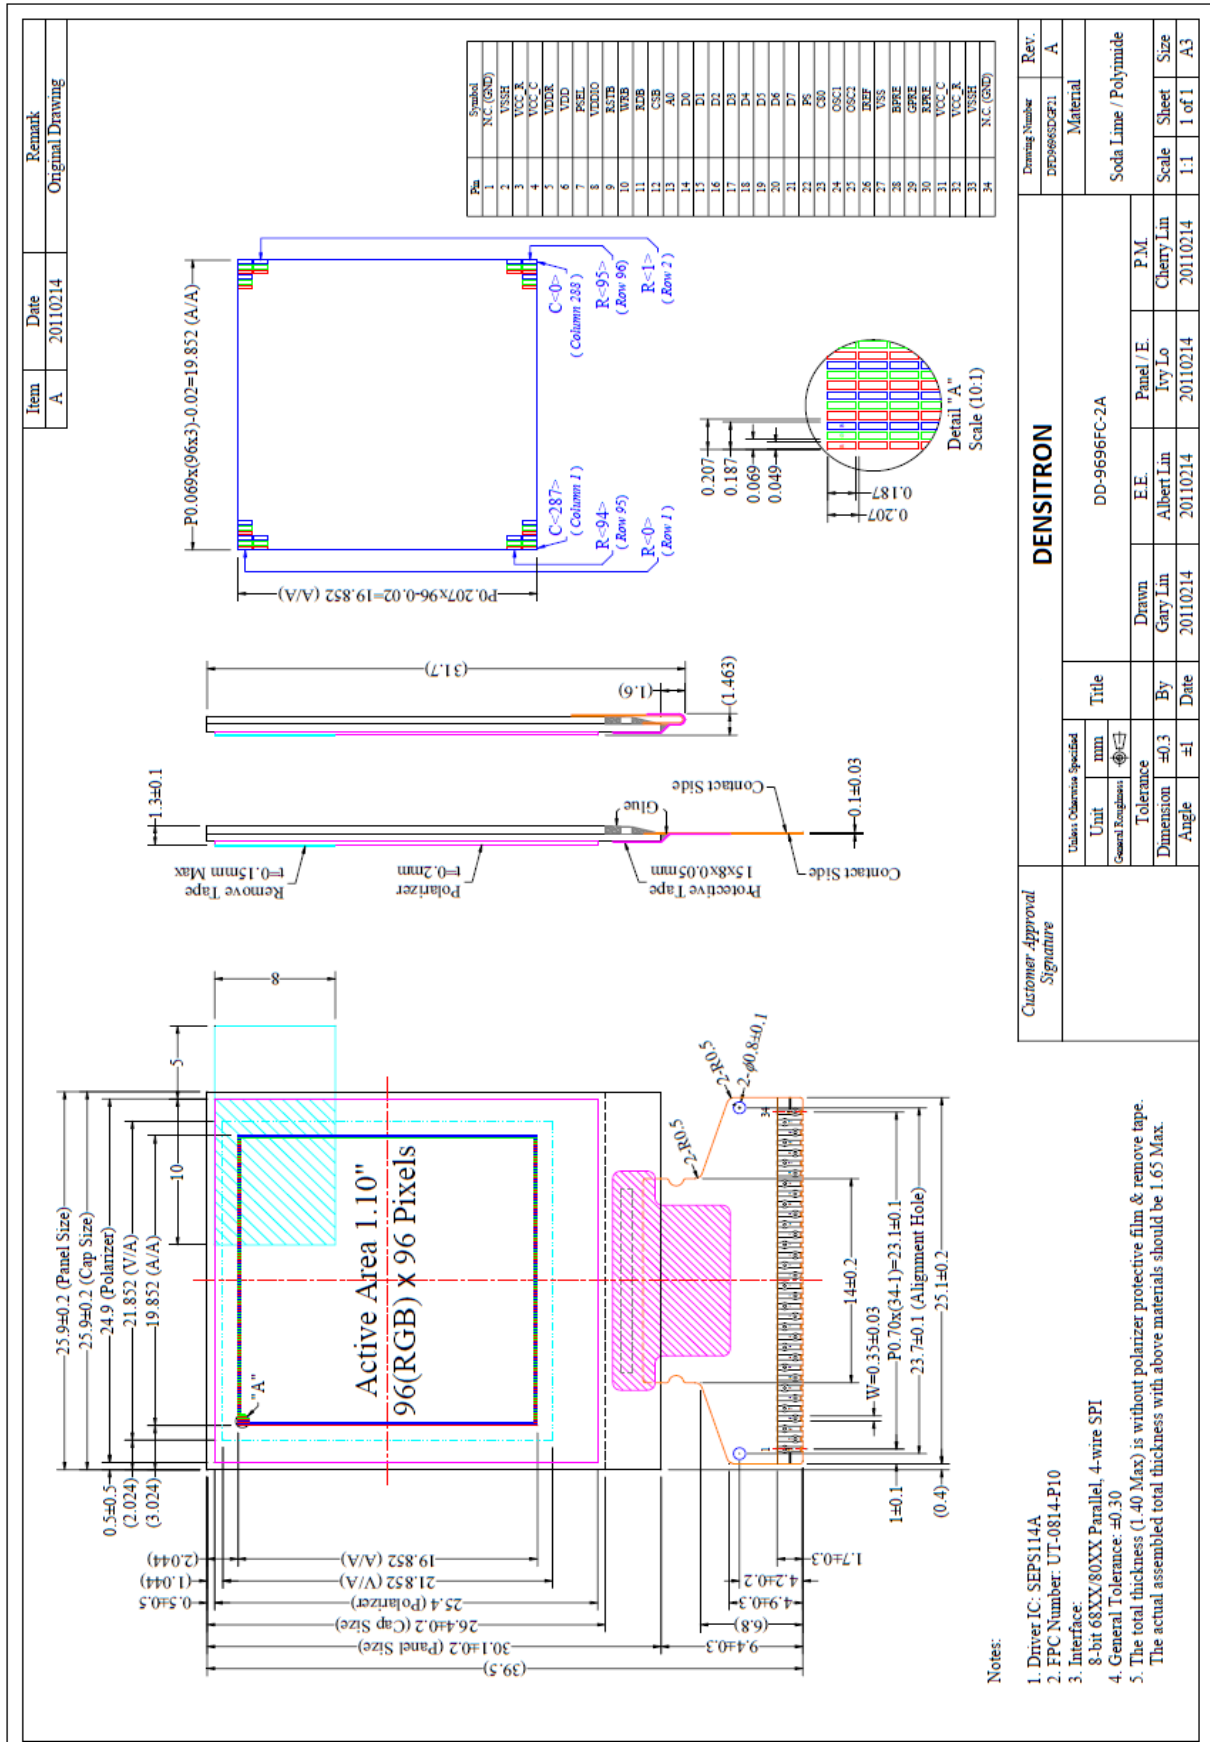 Item Date Remark
A 20110214 Original Drawing
25.9±0.2 (Panel Size)
25.9±0.2 (Cap Size)
24.9 (Polarizer)
21.852 (V/A)
19.852 (A/A)
0.5±0.5
(2.024)
(3.024)
10
5
8
(39.5)
30.1±0.2 (Panel Size)
26.4±0.2 (Cap Size)
25.4 (Polarizer)
21.852 (V/A)
19.852 (A/A)
0.5±0.5
(1.044)
(2.044)
9.4±0.3
(6.8)
4.9±0.3
4.2±0.2
1.7±0.3
"A"
Active Area 1.10"
96(RGB) x 96 Pixels
2-R0.5
2-R0.5
2-ϕ0.8±0.1
1
34
14±0.2
W=0.35±0.03
P0.70x(34-1)=23.1±0.1
23.7±0.1 (Alignment Hole)
25.1±0.2
1±0.1
(0.4)
1.3±0.1
Remove Tape
t=0.15mm Max
Polarizer
t=0.2mm
Protective Tape
15x8x0.05mm
Glue
Contact Side
Contact Side
0.1±0.03
(31.7)
(1.6)
(1.463)
P0.069x(96x3)-0.02=19.852 (A/A)
P0.207x96-0.02=19.852 (A/A)
C<287>
( Column 1 )
R<94>
( Row 95)
R<0>
( Row 1 )
C<0>
( Column 288 )
R<95>
( Row 96 )
R<1>
( Row 2 )
0.207
0.187
0.069
0.049
0.187
0.207
Detail "A"
Scale (10:1)
Pin Symbol
1 N.C. (GND)
2 VSSH
3 VCC_R
4 VCC_C
5 VDDR
6 VDD
7 PSEL
8 VDDIO
9 RSTB
10 WRB
11 RDB
12 CSB
13 A0
14 D0
15 D1
16 D2
17 D3
18 D4
19 D5
20 D6
21 D7
22 PS
23 C80
24 OSC1
25 OSC2
26 IREF
27 VSS
28 BPRE
29 GPRE
30 RPRE
31 VCC_C
32 VCC_R
33 VSSH
34 N.C. (GND)
Notes:
1. Driver IC: SEPS114A
2. FPC Number: UT-0814-P10
3. Interface:
8-bit 68XX/80XX Parallel, 4-wire SPI
4. General Tolerance: ±0.30
5. The total thickness (1.40 Max) is without polarizer protective film & remove tape.
The actual assembled total thickness with above materials should be 1.65 Max.
Customer Approval
Signature
DENSITRON
Drawing Number Rev.
DFD9696SDGF21 A
Unless Otherwise Specified
Unit mm
General Roughness
Tolerance
Dimension ±0.3
Angle ±1
Title
DD-9696FC-2A
Material
Soda Lime / Polyimide
Drawn E.E. Panel / E. P.M.
By Gary Lin Albert Lin Ivy Lo Cherry Lin
Date 20110214 20110214 20110214 20110214
Scale Sheet Size
1:1 1 of 1 A3